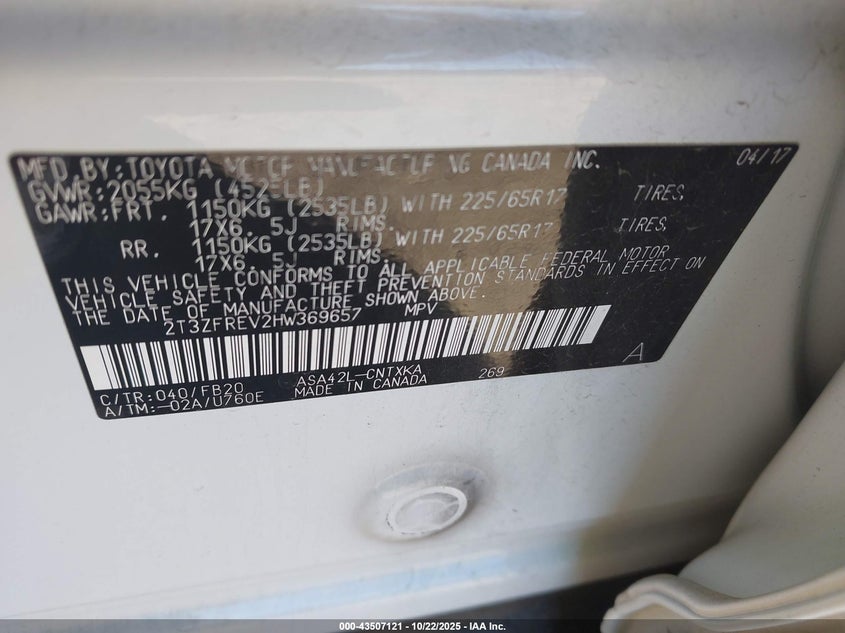 MFD. BY: TOYOTA MOTOR MANUFACTURING CANADA INC. 04/17
GVWR: 2055KG (4525LB)
GAWR: FRT. 1150KG (2535LB) WITH 225/65R17 TIRES,
17X6. 5J RIMS.
RR. 1150KG (2535LB) WITH 225/65R17 TIRES,
17X6. 5J RIMS.
THIS VEHICLE CONFORMS TO ALL APPLICABLE FEDERAL MOTOR
VEHICLE SAFETY AND THEFT PREVENTION STANDARDS IN EFFECT ON
THE DATE OF MANUFACTURE SHOWN ABOVE.
2T3ZFREV2HW369657 MPV
A
C/TR: 040/FB20 ASA42L-CNTXKA 269
A/TM: -02A/U760E MADE IN CANADA
000-43507121 - 10/22/2025 - IAA Inc.